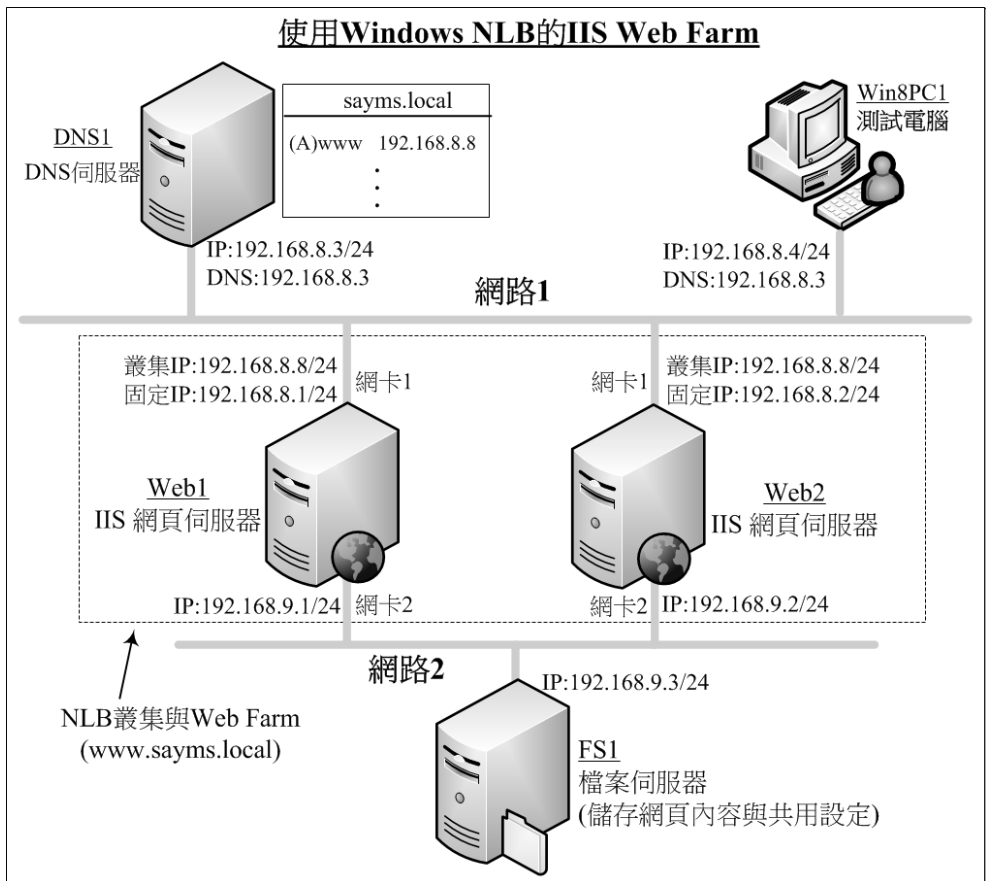 使用Windows NLB的IIS Web Farm
DNS1
DNS伺服器
sayms.local
(A)www 192.168.8.8
Win8PC1
測試電腦
IP:192.168.8.3/24
DNS:192.168.8.3
IP:192.168.8.4/24
DNS:192.168.8.3
網路1
叢集IP:192.168.8.8/24
固定IP:192.168.8.1/24
網卡1
網卡1
叢集IP:192.168.8.8/24
固定IP:192.168.8.2/24
Web1
IIS 網頁伺服器
Web2
IIS 網頁伺服器
IP:192.168.9.1/24
網卡2
網卡2
IP:192.168.9.2/24
網路2
IP:192.168.9.3/24
NLB叢集與Web Farm
(www.sayms.local)
FS1
檔案伺服器
(儲存網頁內容與共用設定)